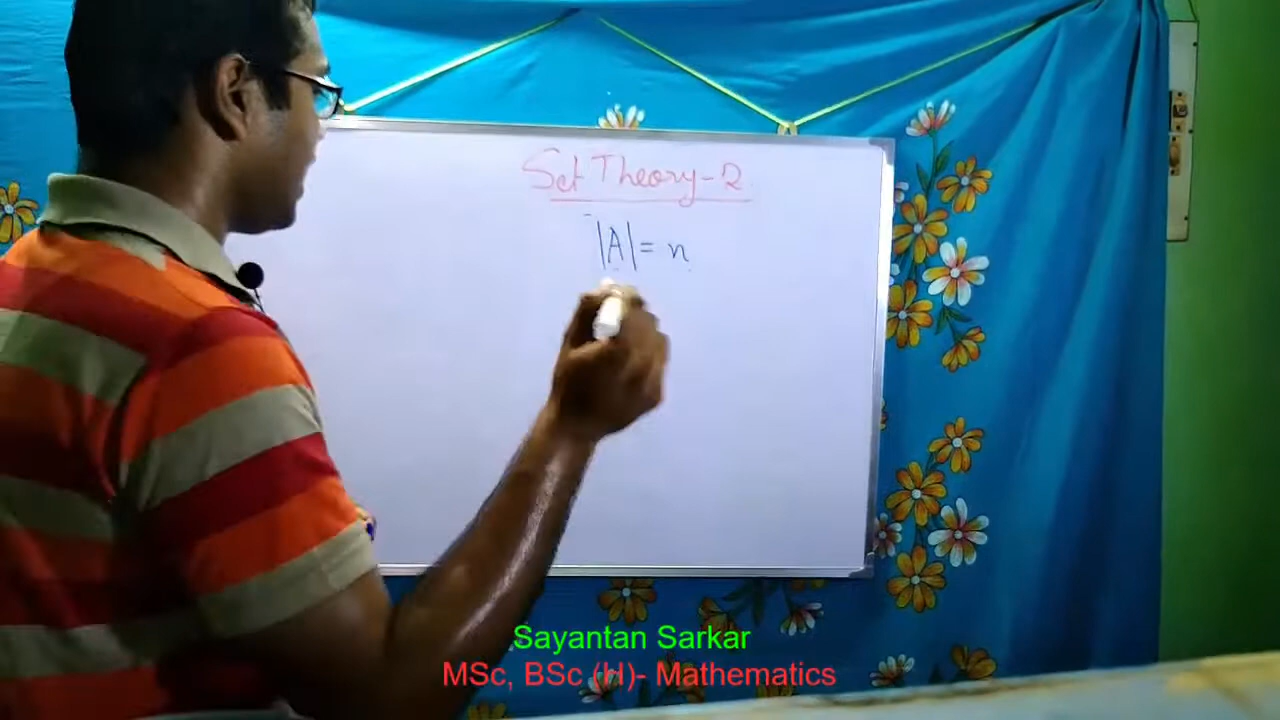 Set Theory-2
|A| = n
Sayantan Sarkar
MSc, BSc (H)- Mathematics